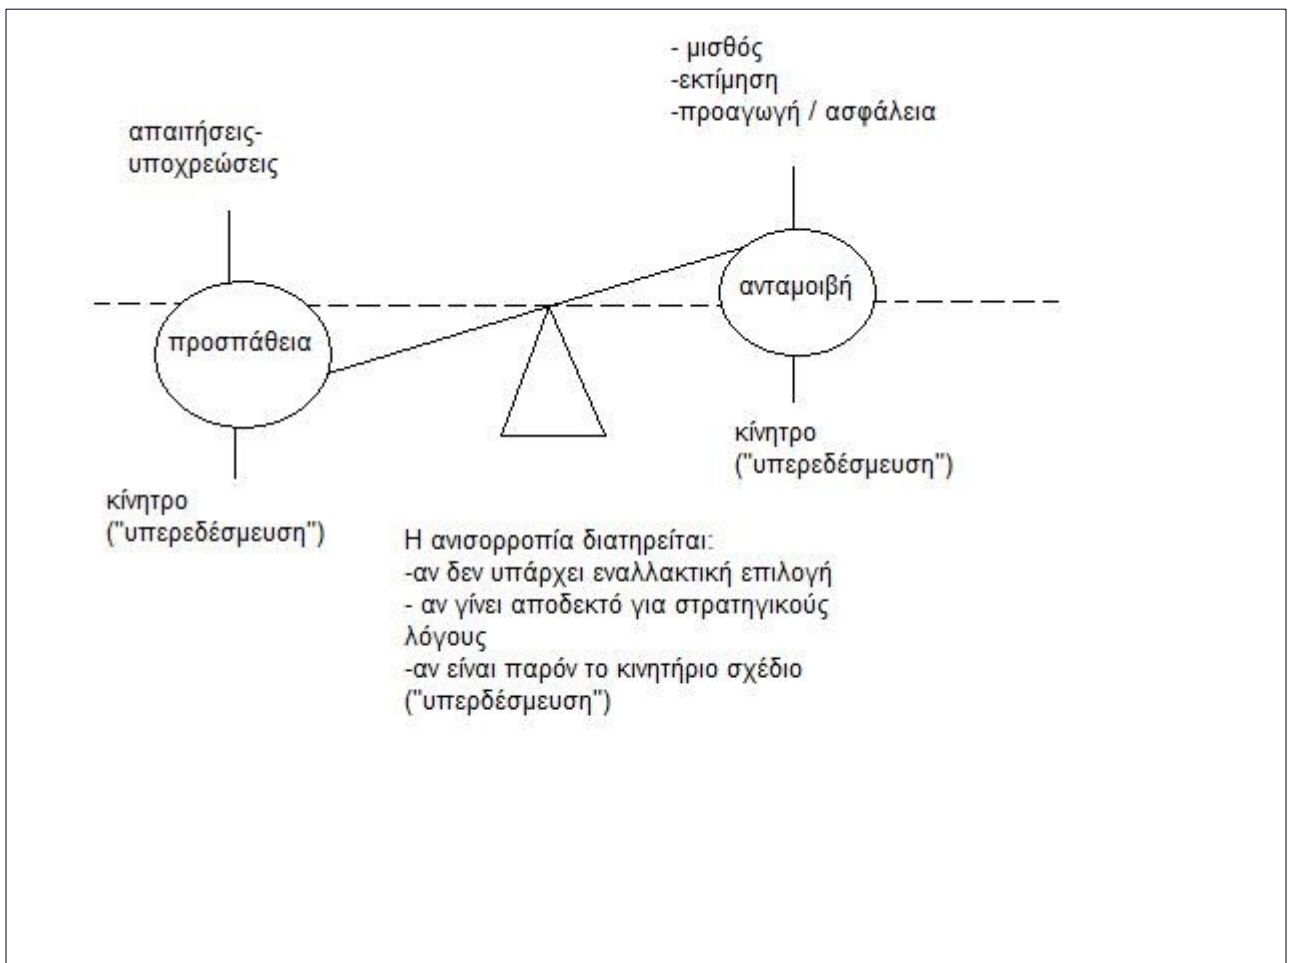 - μισθός
-εκτίμηση
-προαγωγή / ασφάλεια
απαιτήσεις-
υποχρεώσεις
ανταμοιβή
προσπάθεια
κίνητρο
("υπερεδέσμευση")
κίνητρο
("υπερεδέσμευση")
Η ανισορροπία διατηρείται:
-αν δεν υπάρχει εναλλακτική επιλογή
- αν γίνει αποδεκτό για στρατηγικούς
λόγους
-αν είναι παρόν το κινητήριο σχέδιο
("υπερδέσμευση")